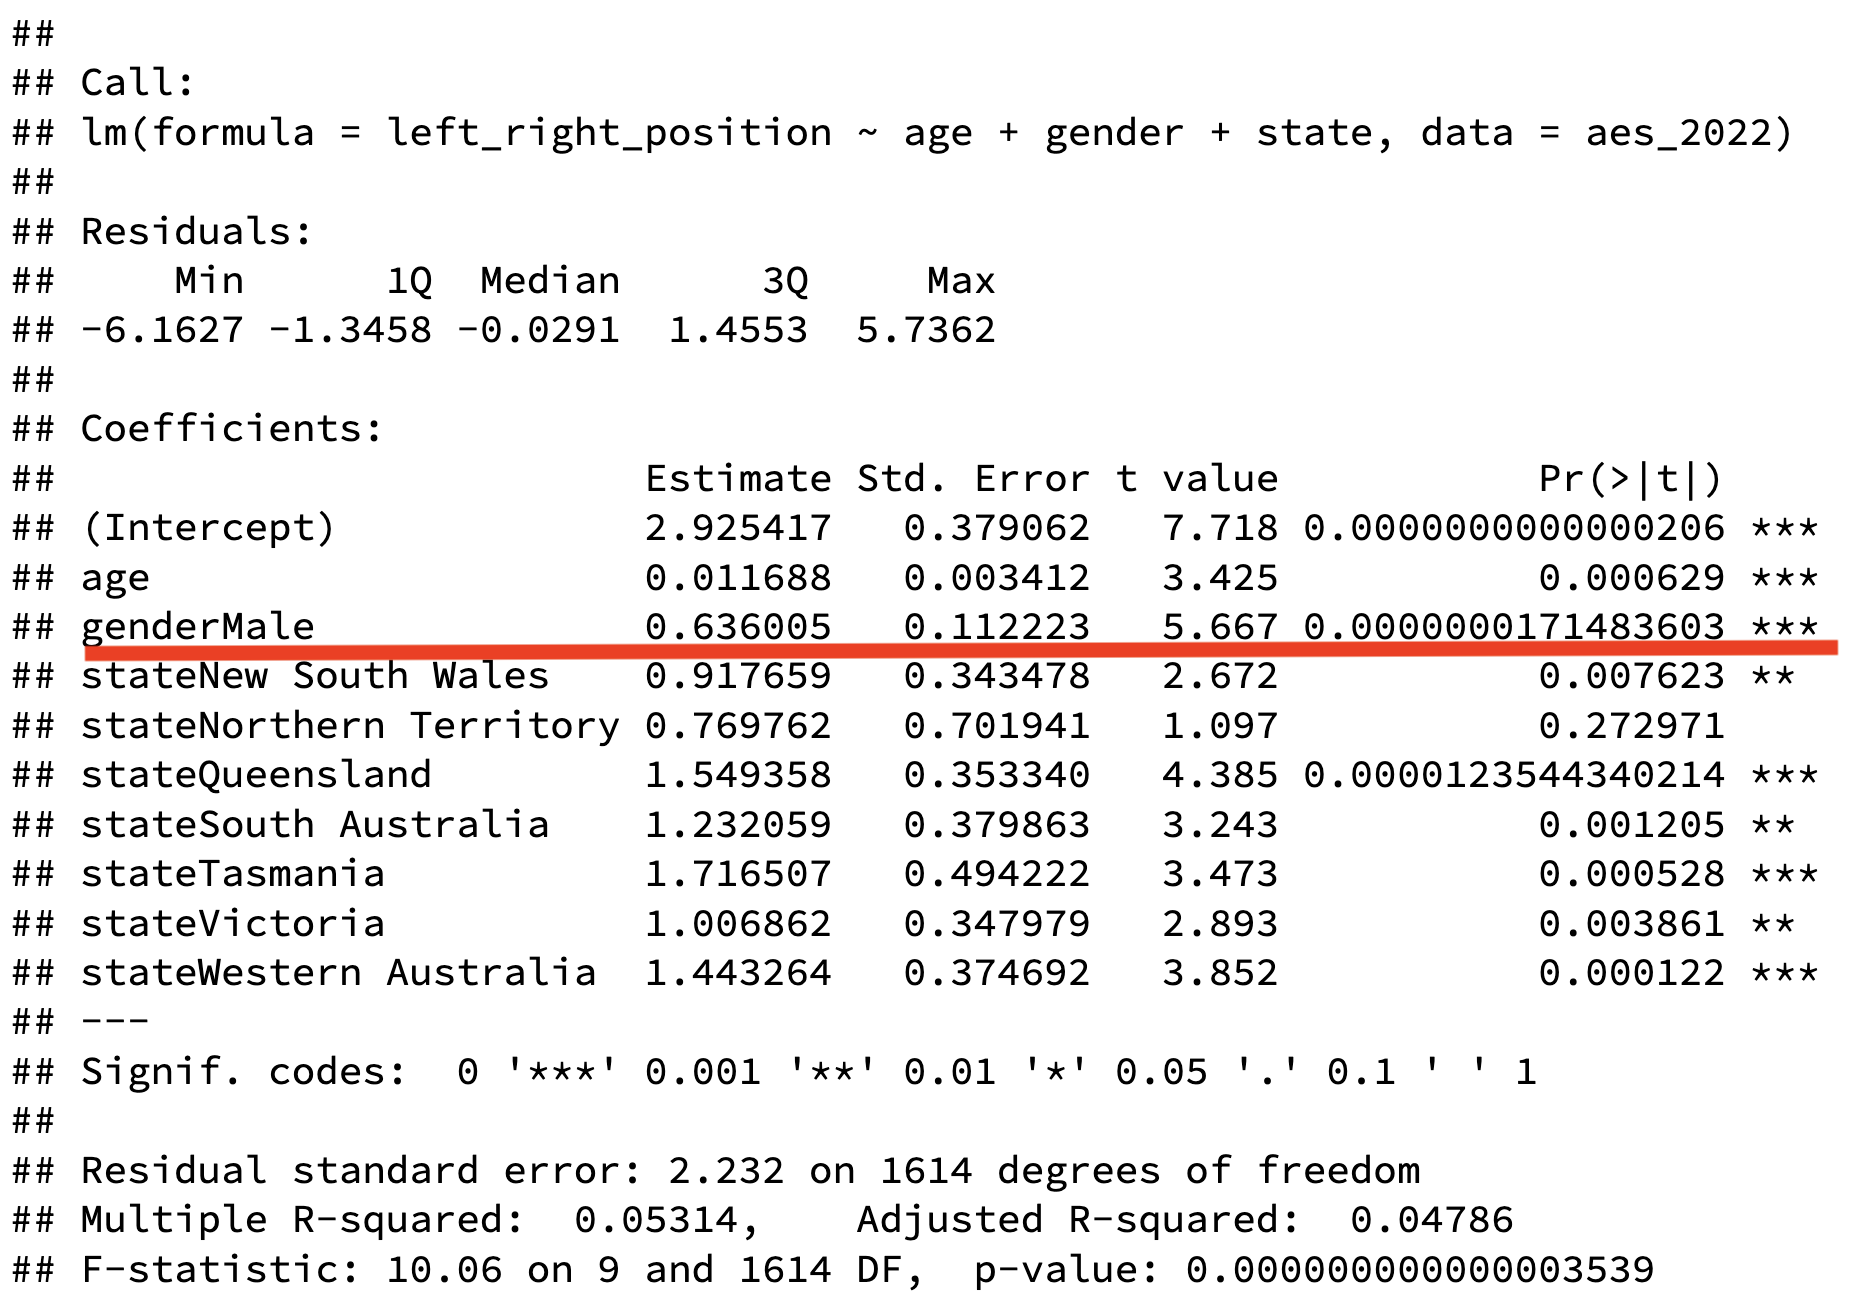 ##
## Call:
## lm(formula = left_right_position ~ age + gender + state, data = aes_2022)
##
## Residuals:
##     Min      1Q  Median      3Q     Max
## -6.1627 -1.3458 -0.0291  1.4553  5.7362
##
## Coefficients:
##                         Estimate Std. Error t value           Pr(>|t|)
## (Intercept)             2.925417   0.379062   7.718 0.0000000000000206 ***
## age                     0.011688   0.003412   3.425           0.000629 ***
## genderMale              0.636005   0.112223   5.667 0.0000000171483603 ***
## stateNew South Wales    0.917659   0.343478   2.672           0.007623 **
## stateNorthern Territory 0.769762   0.701941   1.097           0.272971
## stateQueensland         1.549358   0.353340   4.385 0.0000123544340214 ***
## stateSouth Australia    1.232059   0.379863   3.243           0.001205 **
## stateTasmania           1.716507   0.494222   3.473           0.000528 ***
## stateVictoria           1.006862   0.347979   2.893           0.003861 **
## stateWestern Australia  1.443264   0.374692   3.852           0.000122 ***
## ---
## Signif. codes:  0 '***' 0.001 '**' 0.01 '*' 0.05 '.' 0.1 ' ' 1
##
## Residual standard error: 2.232 on 1614 degrees of freedom
## Multiple R-squared:  0.05314,    Adjusted R-squared:  0.04786
## F-statistic: 10.06 on 9 and 1614 DF,  p-value: 0.000000000000003539